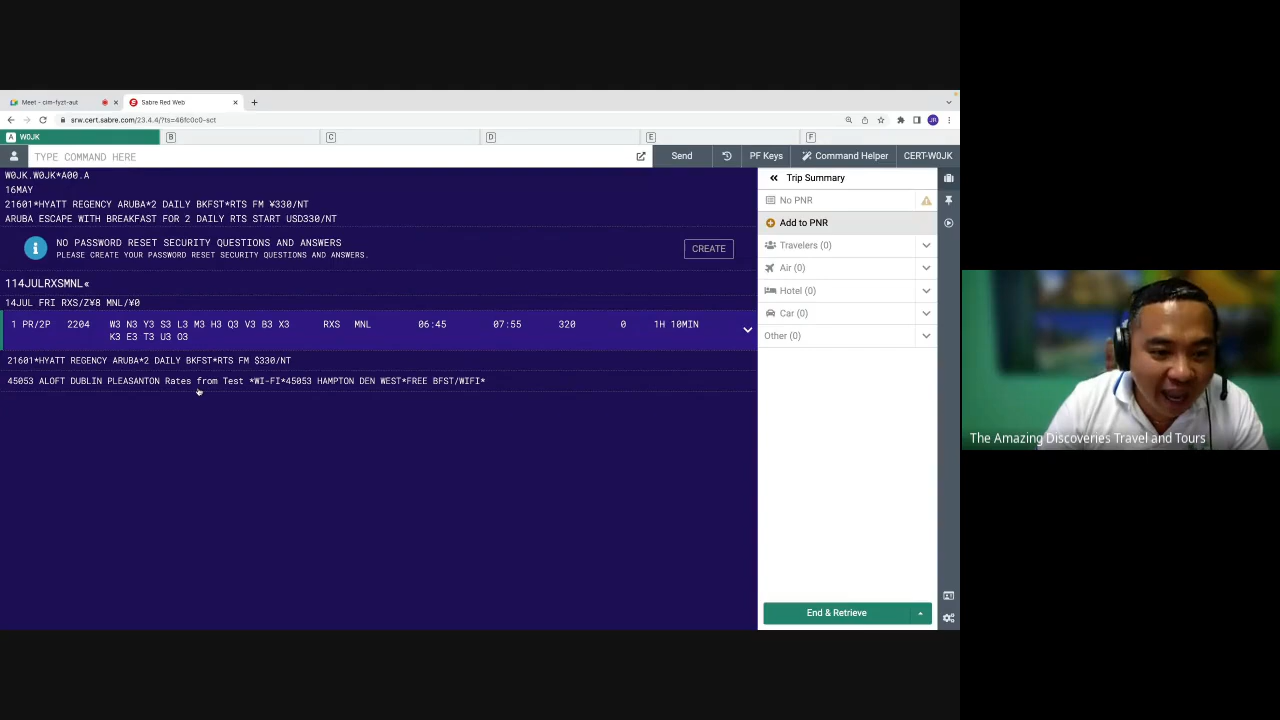 Meet - cim-fyzt-aut
Sabre Red Web
srw.cert.sabre.com/23.4.4/?ts=46fc0c0-sct
A W0JK
B
C
D
E
F
TYPE COMMAND HERE
Send
PF Keys
Command Helper
CERT-W0JK
W0JK.W0JK*A00.A
16MAY
21601*HYATT REGENCY ARUBA*2 DAILY BKFST*RTS FM ¥330/NT
ARUBA ESCAPE WITH BREAKFAST FOR 2 DAILY RTS START USD330/NT
NO PASSWORD RESET SECURITY QUESTIONS AND ANSWERS
PLEASE CREATE YOUR PASSWORD RESET SECURITY QUESTIONS AND ANSWERS.
CREATE
114JULRXSMNL«
14JUL FRI RXS/Z¥8 MNL/¥0
1 PR/2P 2204 W3 N3 Y3 S3 L3 M3 H3 Q3 V3 B3 X3 RXS MNL 06:45 07:55 320 0 1H 10MIN
K3 E3 T3 U3 O3
21601*HYATT REGENCY ARUBA*2 DAILY BKFST*RTS FM $330/NT
45053 ALOFT DUBLIN PLEASANTON Rates from Test *WI-FI*45053 HAMPTON DEN WEST*FREE BFST/WIFI*
Trip Summary
No PNR
Add to PNR
Travelers (0)
Air (0)
Hotel (0)
Car (0)
Other (0)
End & Retrieve
The Amazing Discoveries Travel and Tours